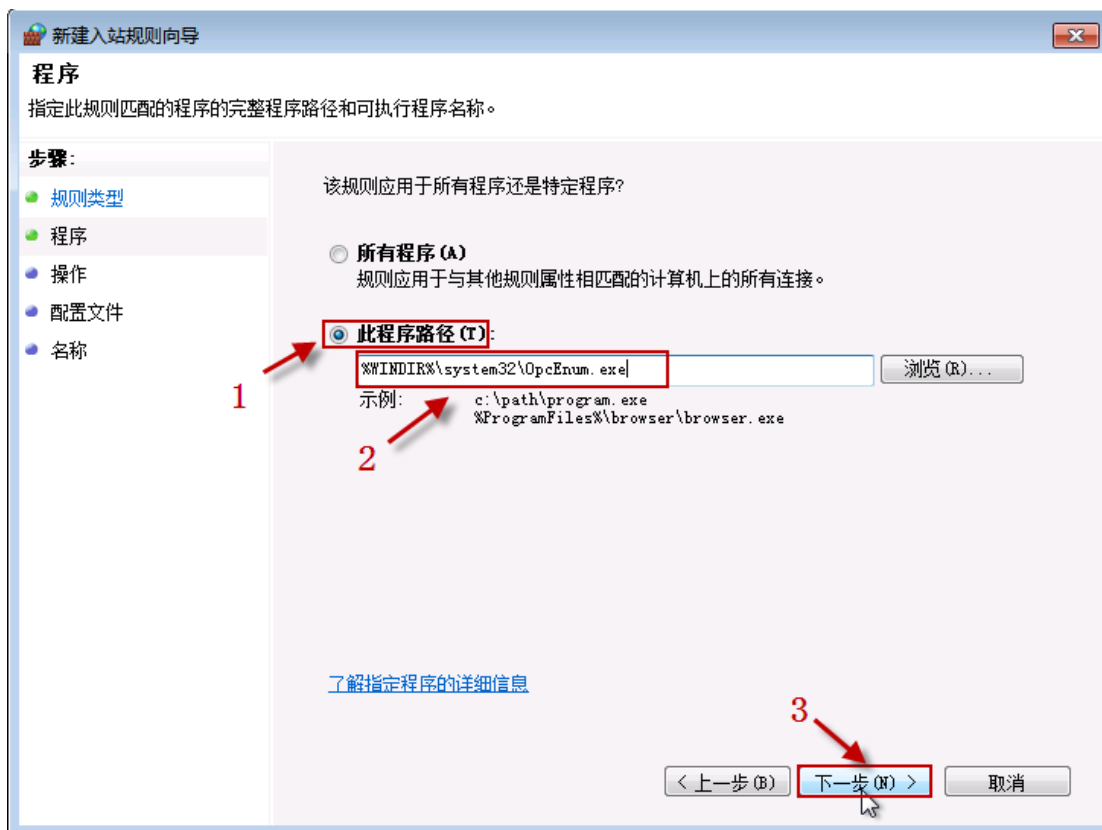 新建入站规则向导
程序
指定此规则匹配的程序的完整程序路径和可执行程序名称。
步骤:
规则类型
程序
操作
配置文件
名称
该规则应用于所有程序还是特定程序?
所有程序(A)
规则应用于与其他规则属性相匹配的计算机上的所有连接。
此程序路径(T):
%WINDIR%\system32\OpcEnum.exe
浏览(R)...
示例:
c:\path\program.exe
%ProgramFiles%\browser\browser.exe
1
2
了解指定程序的详细信息
3
< 上一步(B)
下一步(N) >
取消